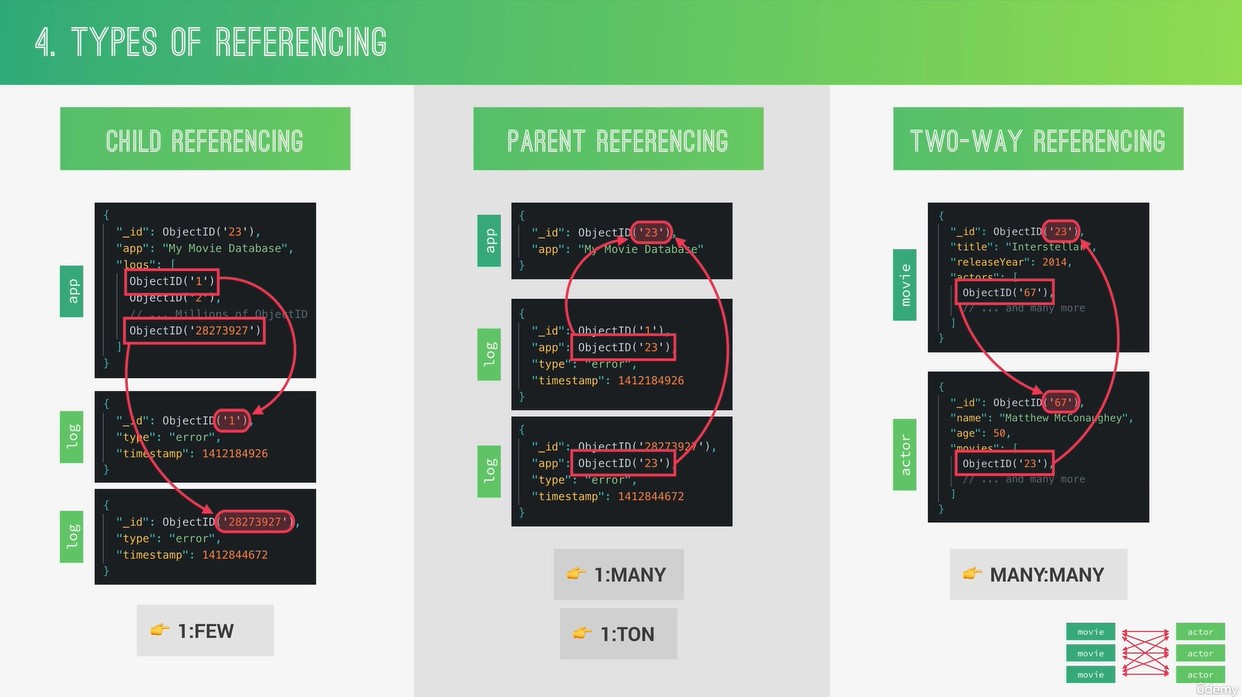 4. TYPES OF REFERENCING
CHILD REFERENCING
app
{
"_id": ObjectID('23'),
"app": "My Movie Database",
"logs": [
ObjectID('1')
ObjectID('2'),
// ... Millions of ObjectID
ObjectID('28273927')
]
}
log
{
"_id": ObjectID('1'),
"type": "error",
"timestamp": 1412184926
}
log
{
"_id": ObjectID('28273927'),
"type": "error",
"timestamp": 1412844672
}
1:FEW
PARENT REFERENCING
app
{
"_id": ObjectID('23'),
"app": "My Movie Database"
}
log
{
"_id": ObjectID('1'),
"app": ObjectID('23')
"type": "error",
"timestamp": 1412184926
}
log
{
"_id": ObjectID('28273927'),
"app": ObjectID('23')
"type": "error",
"timestamp": 1412844672
}
1:MANY
1:TON
TWO-WAY REFERENCING
movie
{
"_id": ObjectID('23'),
"title": "Interstellar",
"releaseYear": 2014,
"actors": [
ObjectID('67'),
// ... and many more
]
}
actor
{
"_id": ObjectID('67'),
"name": "Matthew McConaughey",
"age": 50,
"movies": [
ObjectID('23'),
// ... and many more
]
}
MANY:MANY
movie actor
movie actor
movie actor
ûdemy